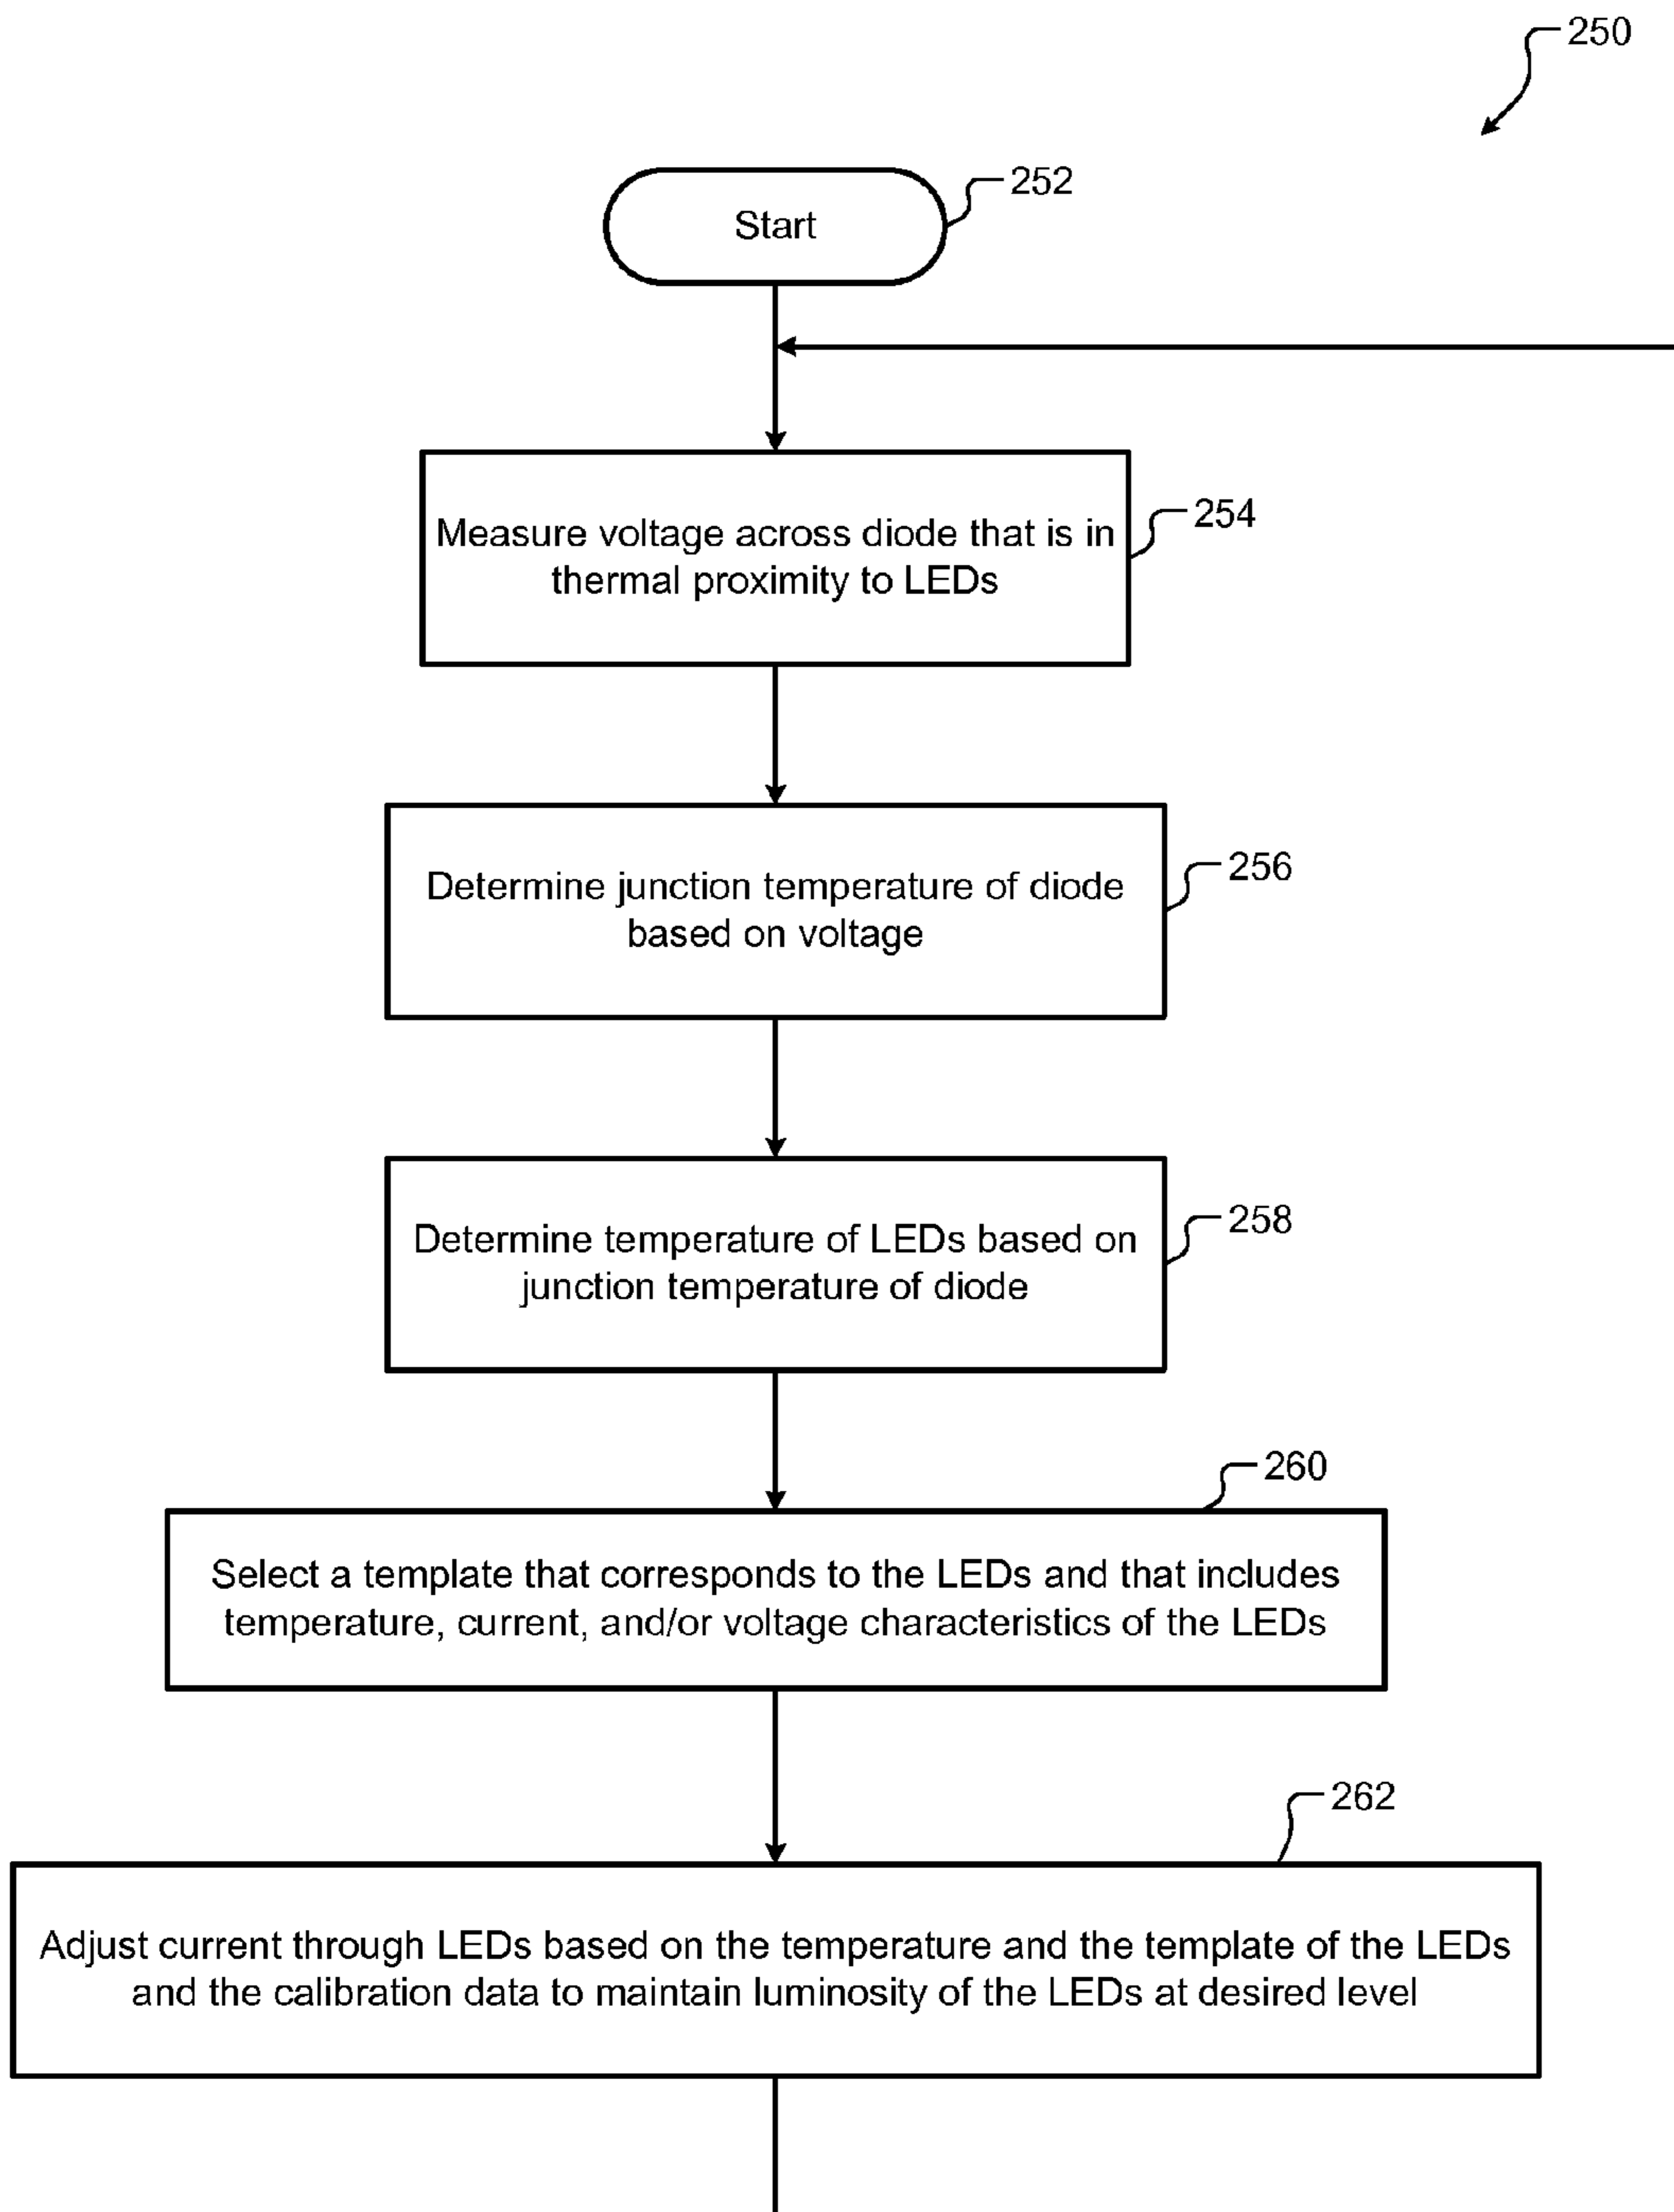 250
252
Start
Measure voltage across diode that is in
thermal proximity to LEDs
254
Determine junction temperature of diode
based on voltage
256
Determine temperature of LEDs based on
junction temperature of diode
258
260
Select a template that corresponds to the LEDs and that includes
temperature, current, and/or voltage characteristics of the LEDs
262
Adjust current through LEDs based on the temperature and the template of the LEDs
and the calibration data to maintain luminosity of the LEDs at desired level